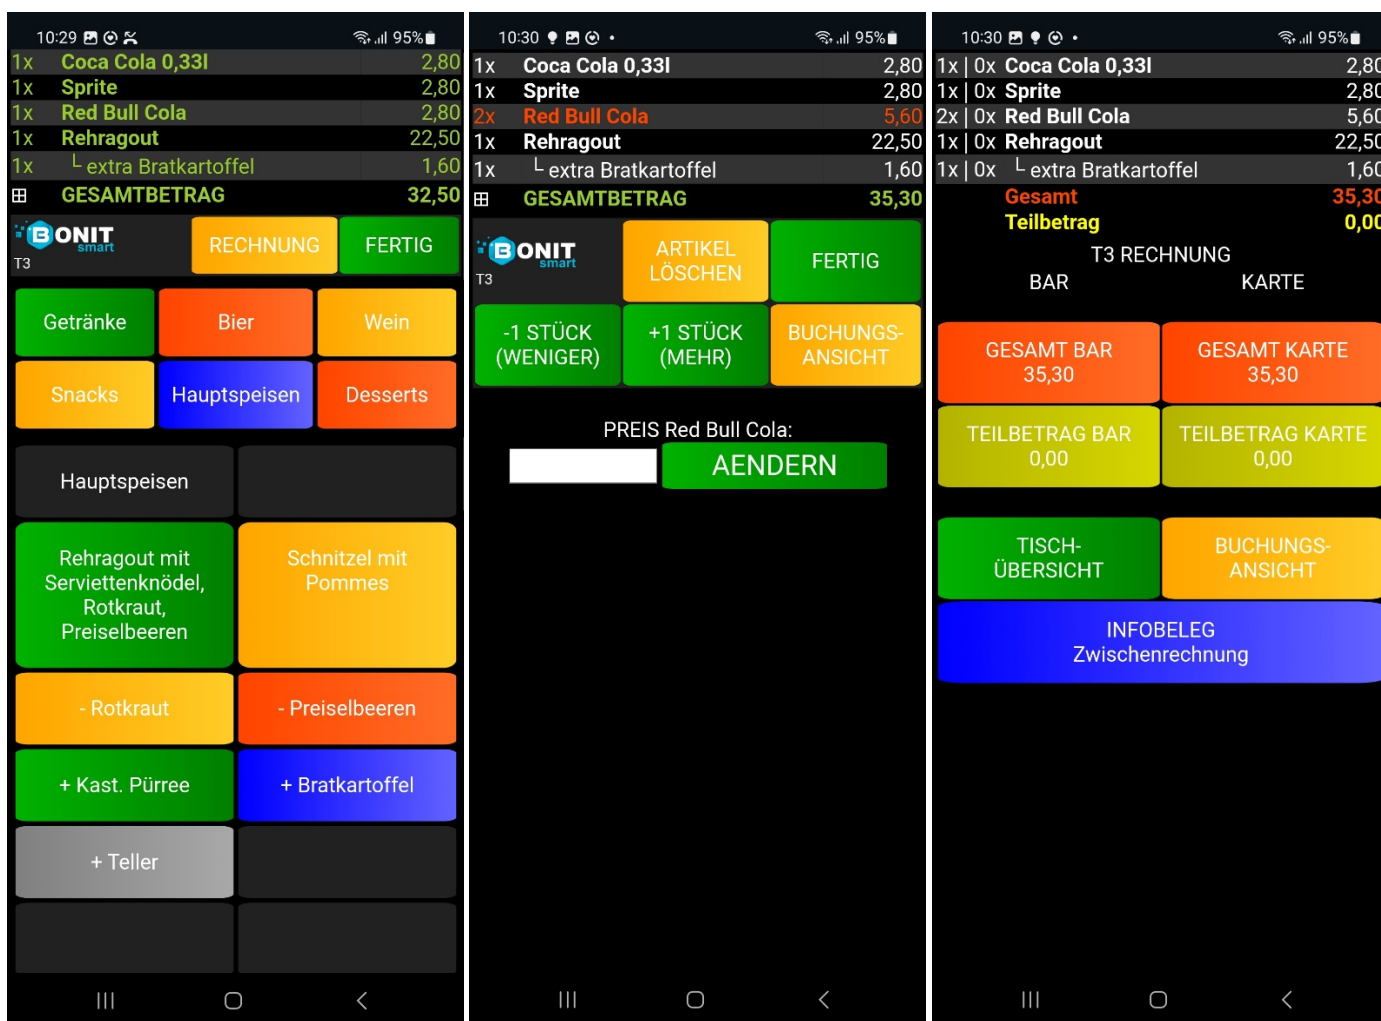 10:29 95%
1x Coca Cola 0,33l 2,80
1x Sprite 2,80
1x Red Bull Cola 2,80
1x Rehragout 22,50
1x └ extra Bratkartoffel 1,60
GESAMTBETRAG 32,50
BONIT
smart
T3
RECHNUNG
FERTIG
Getränke
Bier
Wein
Snacks
Hauptspeisen
Desserts
Hauptspeisen
Rehragout mit
Serviettenknödel,
Rotkraut,
Preiselbeeren
Schnitzel mit
Pommes
- Rotkraut
- Preiselbeeren
+ Kast. Pürree
+ Bratkartoffel
+ Teller
10:30 95%
1x Coca Cola 0,33l 2,80
1x Sprite 2,80
2x Red Bull Cola 5,60
1x Rehragout 22,50
1x └ extra Bratkartoffel 1,60
GESAMTBETRAG 35,30
BONIT
smart
T3
ARTIKEL
LÖSCHEN
FERTIG
-1 STÜCK
(WENIGER)
+1 STÜCK
(MEHR)
BUCHUNGS-
ANSICHT
PREIS Red Bull Cola:
AENDERN
10:30 95%
1x | 0x Coca Cola 0,33l 2,80
1x | 0x Sprite 2,80
2x | 0x Red Bull Cola 5,60
1x | 0x Rehragout 22,50
1x | 0x └ extra Bratkartoffel 1,60
Gesamt 35,30
Teilbetrag 0,00
T3 RECHNUNG
BAR KARTE
GESAMT BAR
35,30
GESAMT KARTE
35,30
TEILBETRAG BAR
0,00
TEILBETRAG KARTE
0,00
TISCH-
ÜBERSICHT
BUCHUNGS-
ANSICHT
INFOBELEG
Zwischenrechnung